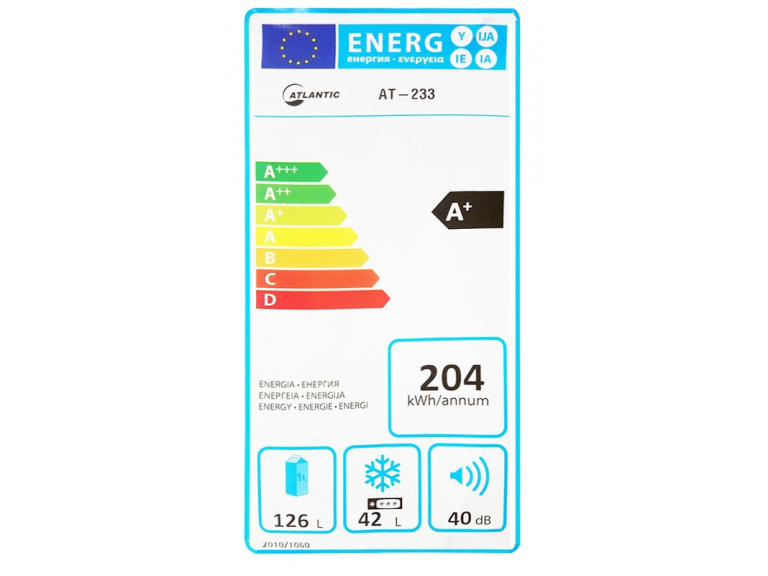 ENERG Y IJA
енергия · ενεργεια IE IA
ATLANTIC AT-233
A+++
A++
A+
A+
A
B
C
D
204
kWh/annum
ENERGIA · ЕНЕРГИЯ
ΕΝΕΡΓΕΙΑ · ENERGIJA
ENERGY · ENERGIE · ENERGI
1L
126 L
****
42 L
40 dB
2010/1060